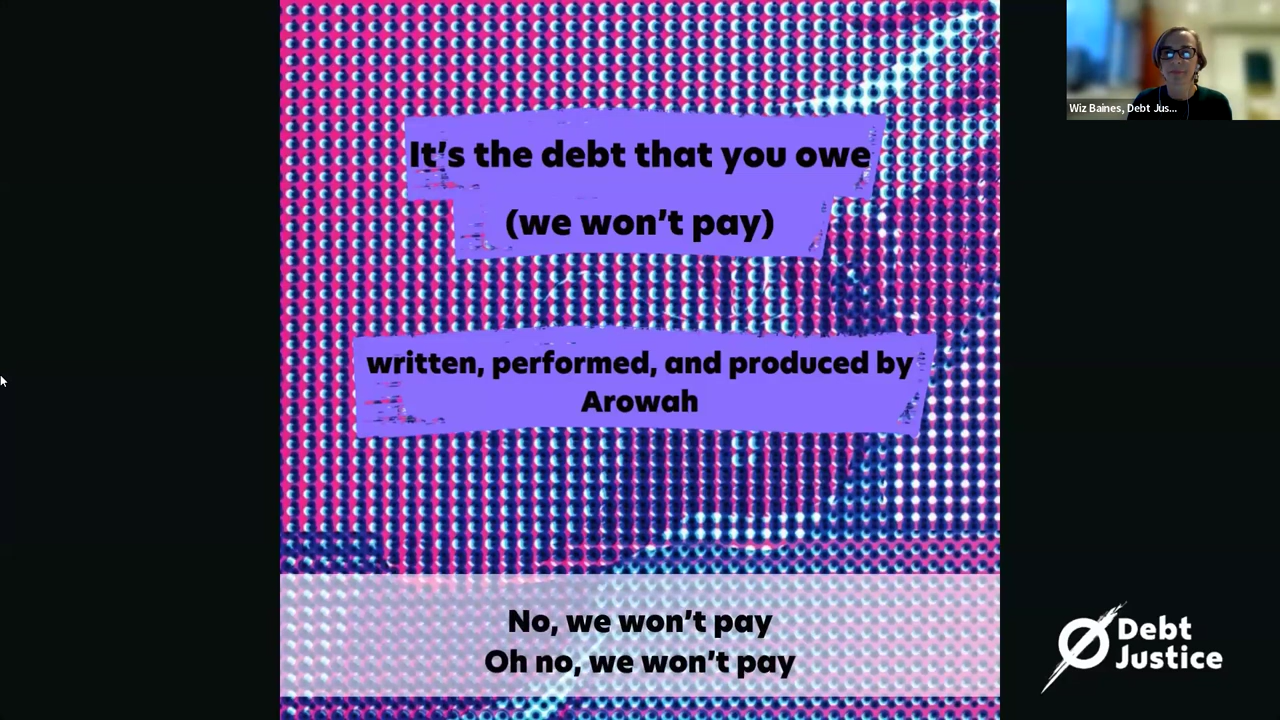 It's the debt that you owe
(we won't pay)
written, performed, and produced by
Arowah
No, we won't pay
Oh no, we won't pay
Wiz Baines, Debt Jus...
Debt
Justice